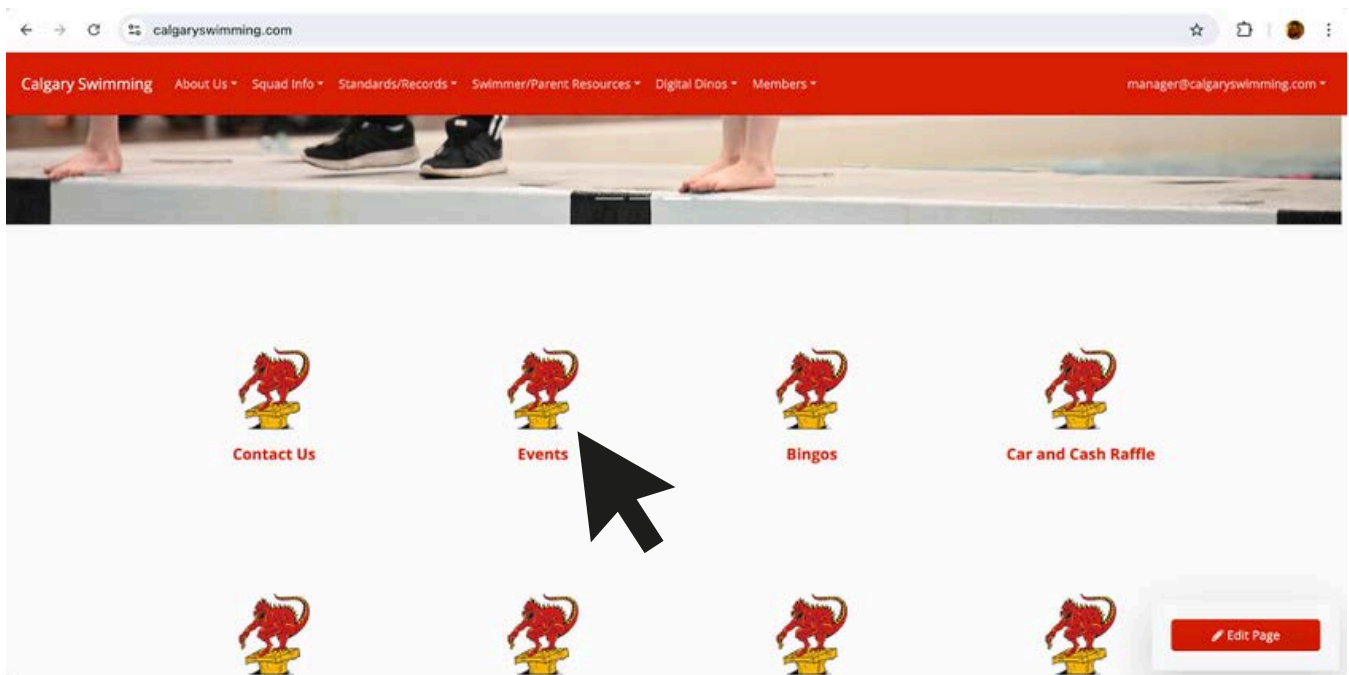 calgaryswimming.com
Calgary Swimming About Us Squad Info Standards/Records Swimmer/Parent Resources Digital Dinos Members manager@calgaryswimming.com
Contact Us Events Bingos Car and Cash Raffle
Edit Page